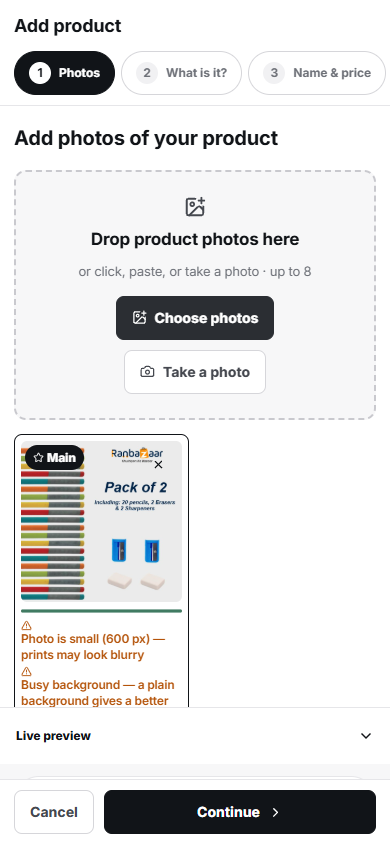 Add product
1 Photos
2 What is it?
3 Name & price
Add photos of your product
Drop product photos here
or click, paste, or take a photo · up to 8
Choose photos
Take a photo
Main
Ranbazaar
Pack of 2
Including: 20 pencils, 2 Erasers
& 2 Sharpeners
Photo is small (600 px) —
prints may look blurry
Busy background — a plain
background gives a better
Live preview
Cancel
Continue